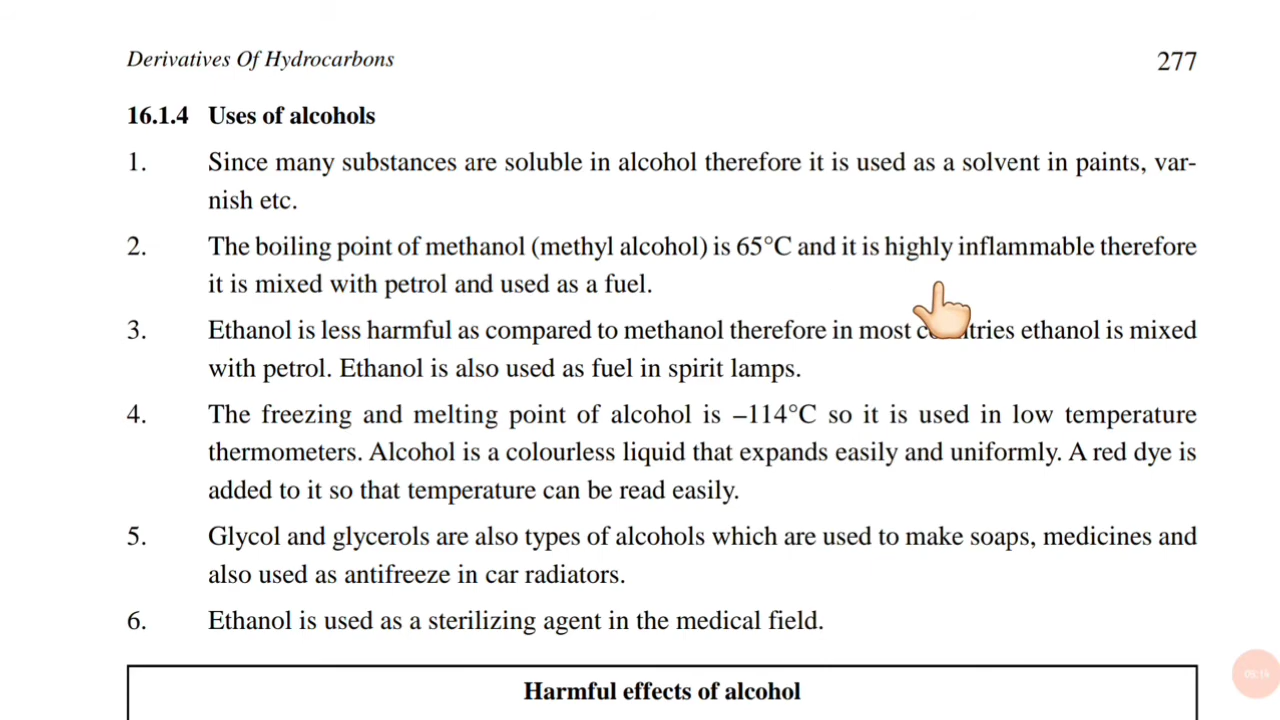 Derivatives Of Hydrocarbons 277
16.1.4 Uses of alcohols
1. Since many substances are soluble in alcohol therefore it is used as a solvent in paints, var-
nish etc.
2. The boiling point of methanol (methyl alcohol) is 65°C and it is highly inflammable therefore
it is mixed with petrol and used as a fuel.
3. Ethanol is less harmful as compared to methanol therefore in most countries ethanol is mixed
with petrol. Ethanol is also used as fuel in spirit lamps.
4. The freezing and melting point of alcohol is –114°C so it is used in low temperature
thermometers. Alcohol is a colourless liquid that expands easily and uniformly. A red dye is
added to it so that temperature can be read easily.
5. Glycol and glycerols are also types of alcohols which are used to make soaps, medicines and
also used as antifreeze in car radiators.
6. Ethanol is used as a sterilizing agent in the medical field.
Harmful effects of alcohol